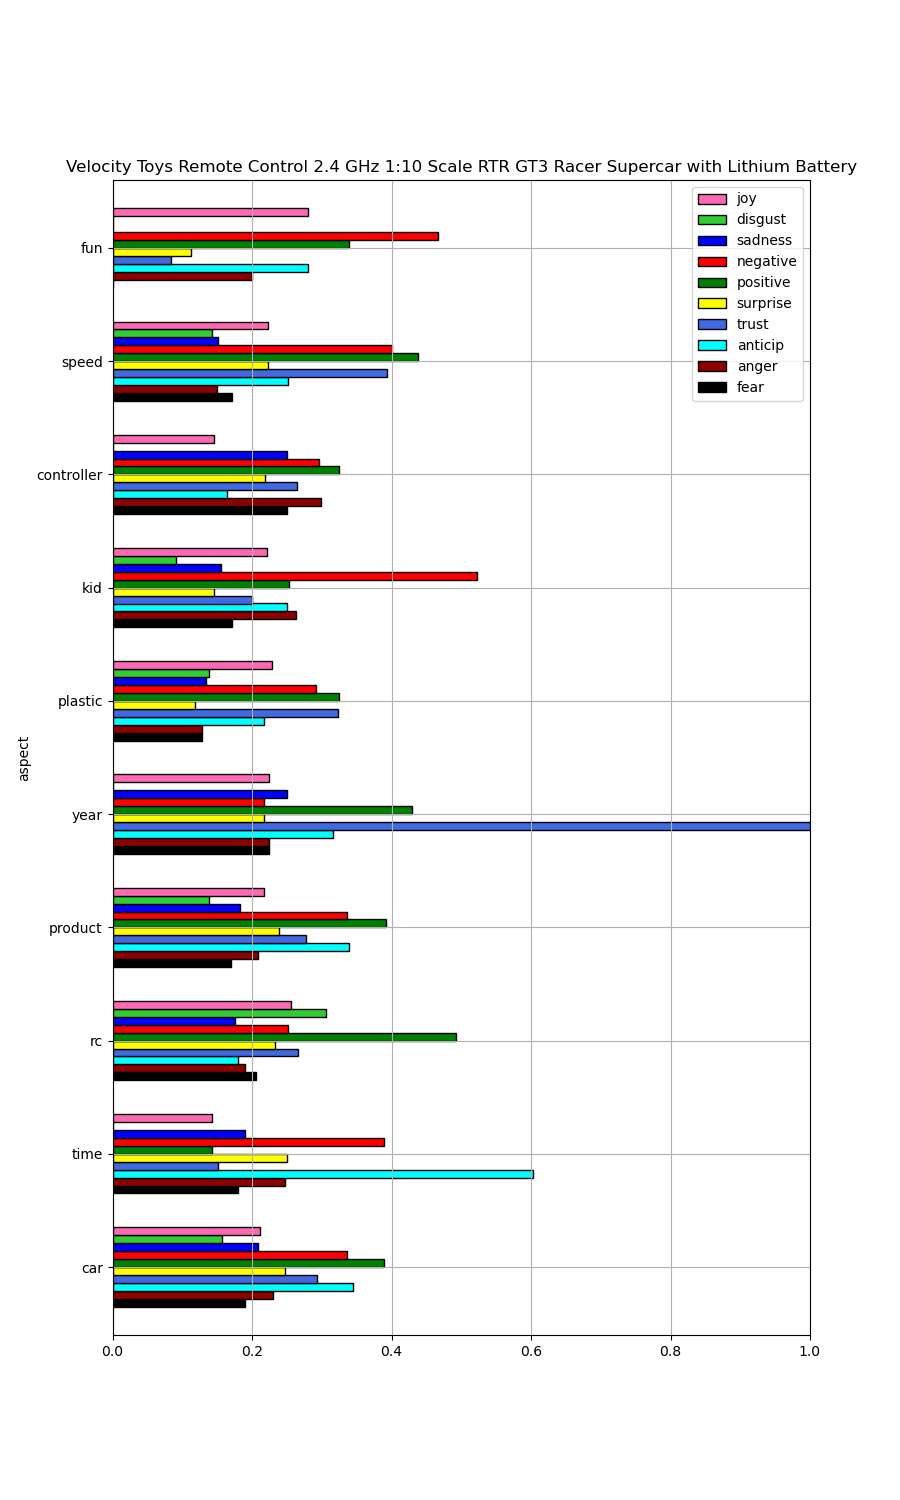 Velocity Toys Remote Control 2.4 GHz 1:10 Scale RTR GT3 Racer Supercar with Lithium Battery
joy
disgust
sadness
negative
positive
surprise
trust
anticip
anger
fear
fun
speed
controller
kid
plastic
year
product
rc
time
car
aspect
0.0 0.2 0.4 0.6 0.8 1.0